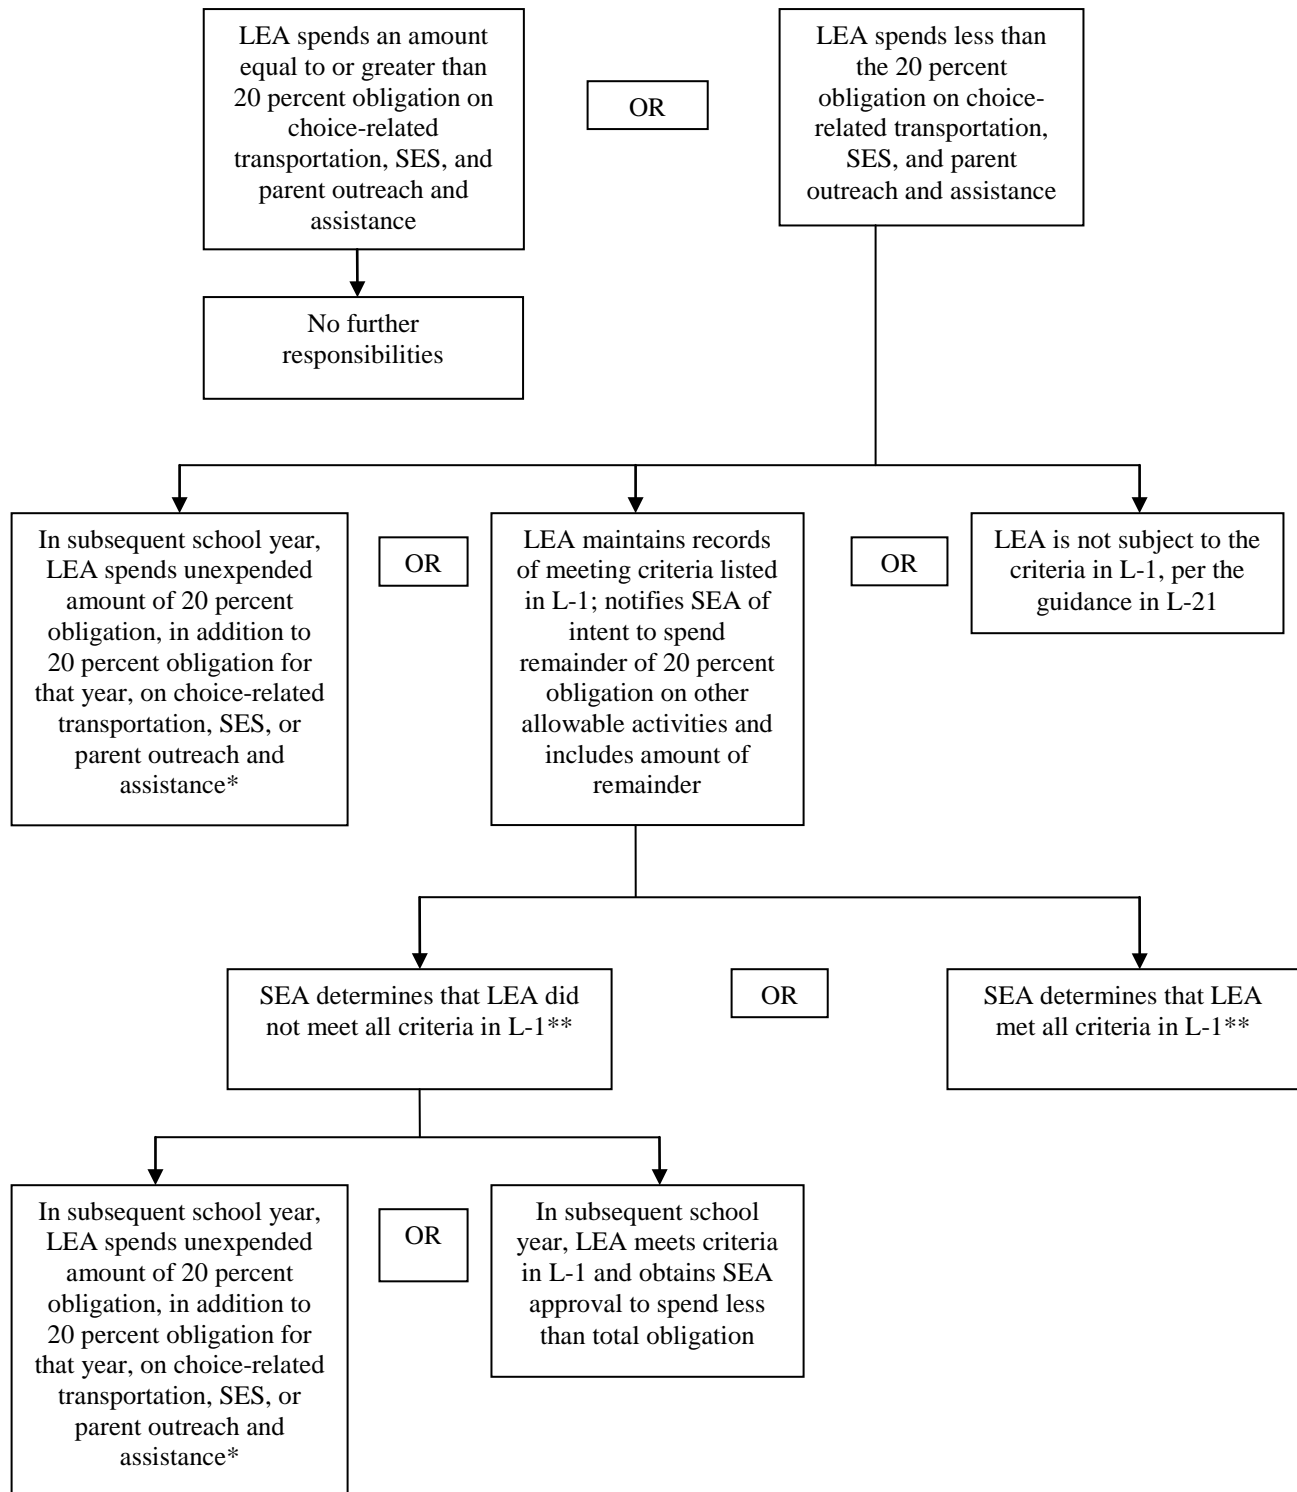 LEA spends an amount
equal to or greater than
20 percent obligation on
choice-related
transportation, SES, and
parent outreach and
assistance
OR
LEA spends less than
the 20 percent
obligation on choice-
related transportation,
SES, and parent
outreach and assistance
No further
responsibilities
In subsequent school year,
LEA spends unexpended
amount of 20 percent
obligation, in addition to
20 percent obligation for
that year, on choice-related
transportation, SES, or
parent outreach and
assistance*
OR
LEA maintains records
of meeting criteria listed
in L-1; notifies SEA of
intent to spend
remainder of 20 percent
obligation on other
allowable activities and
includes amount of
remainder
OR
LEA is not subject to the
criteria in L-1, per the
guidance in L-21
SEA determines that LEA did
not meet all criteria in L-1**
OR
SEA determines that LEA
met all criteria in L-1**
In subsequent school year,
LEA spends unexpended
amount of 20 percent
obligation, in addition to
20 percent obligation for
that year, on choice-related
transportation, SES, or
parent outreach and
assistance*
OR
In subsequent school
year, LEA meets criteria
in L-1 and obtains SEA
approval to spend less
than total obligation